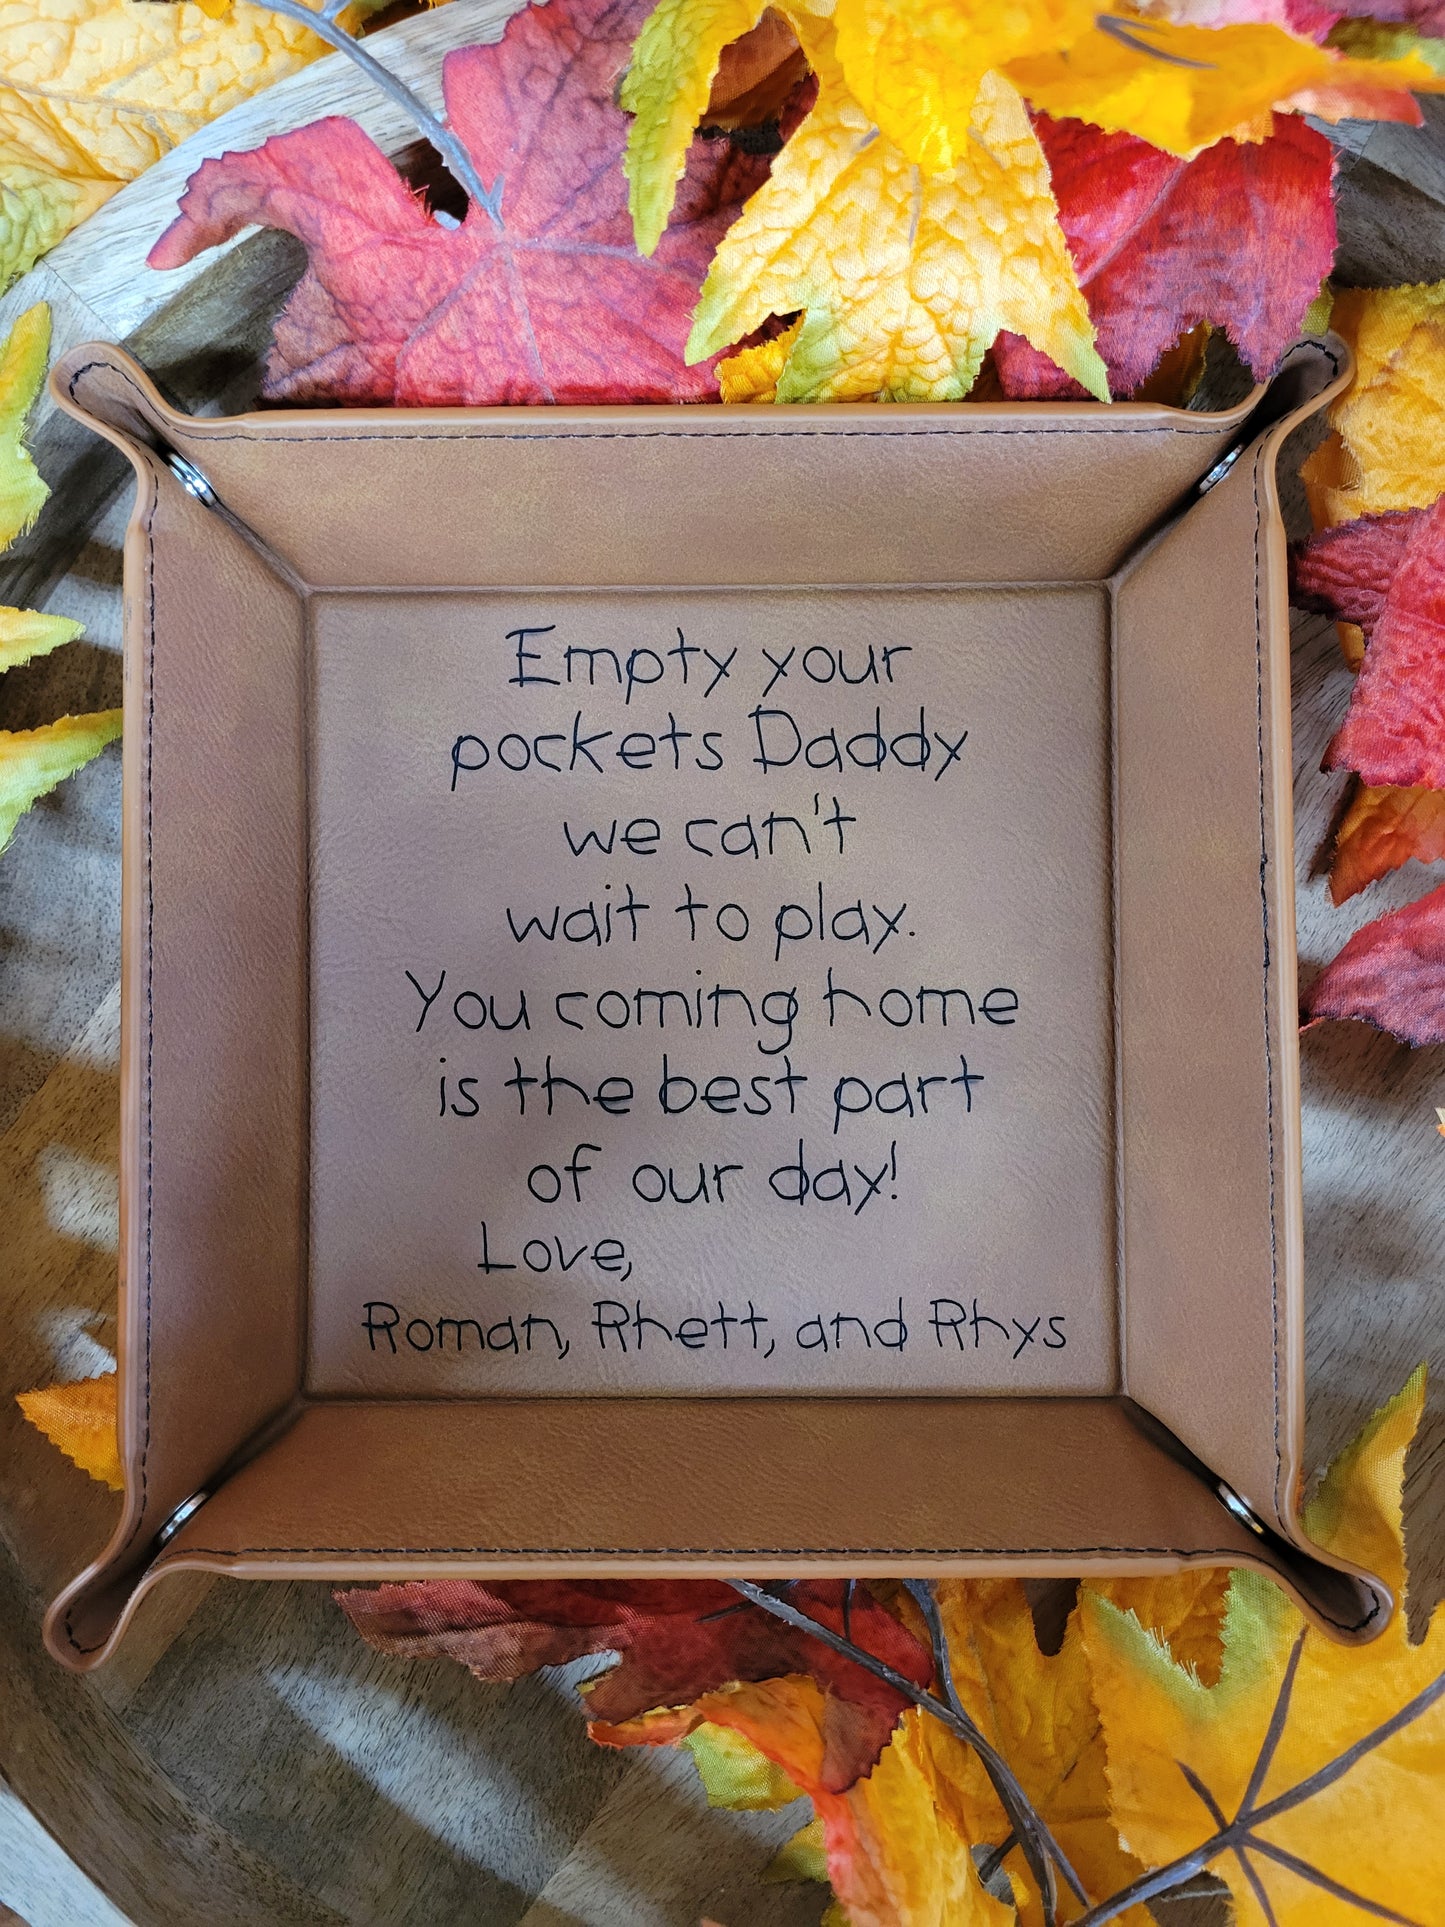 Empty your
pockets Daddy
we can't
wait to play.
You coming home
is the best part
of our day!
Love,
Roman, Rhett, and Rhys